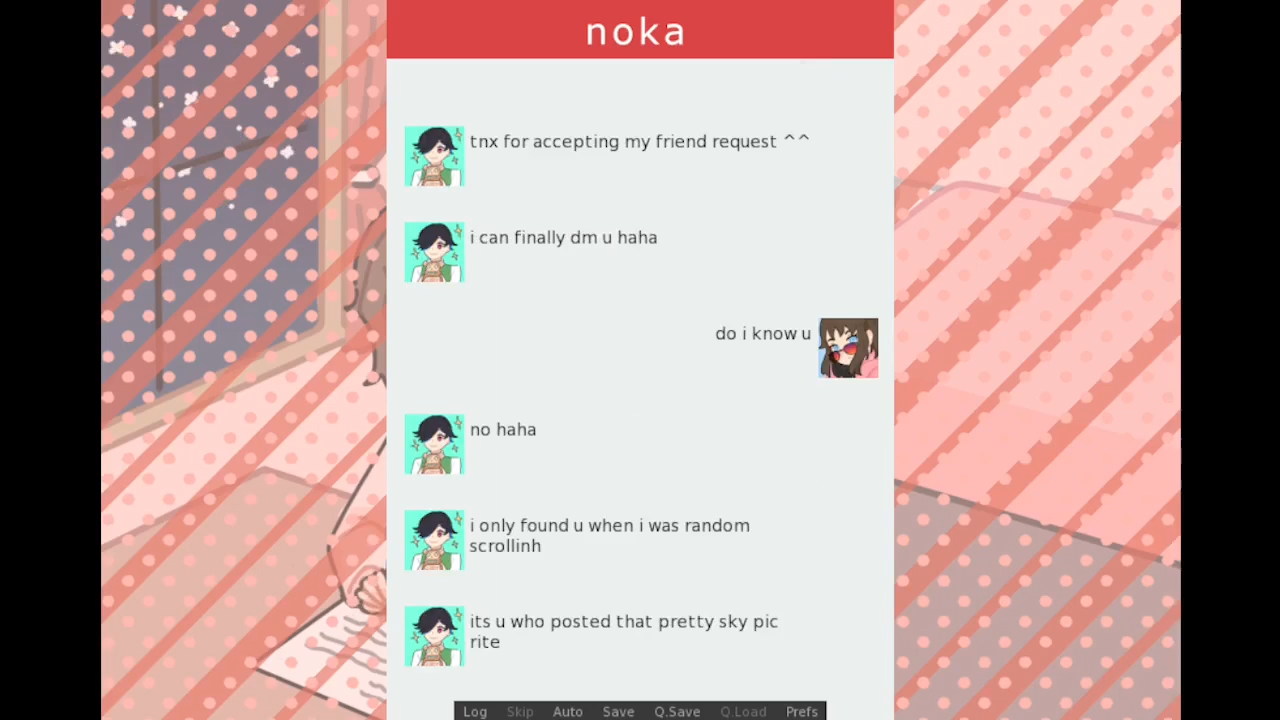 noka
tnx for accepting my friend request ^^
i can finally dm u haha
do i know u
no haha
i only found u when i was random
scrollinh
its u who posted that pretty sky pic
rite
Log Skip Auto Save Q.Save Q.Load Prefs